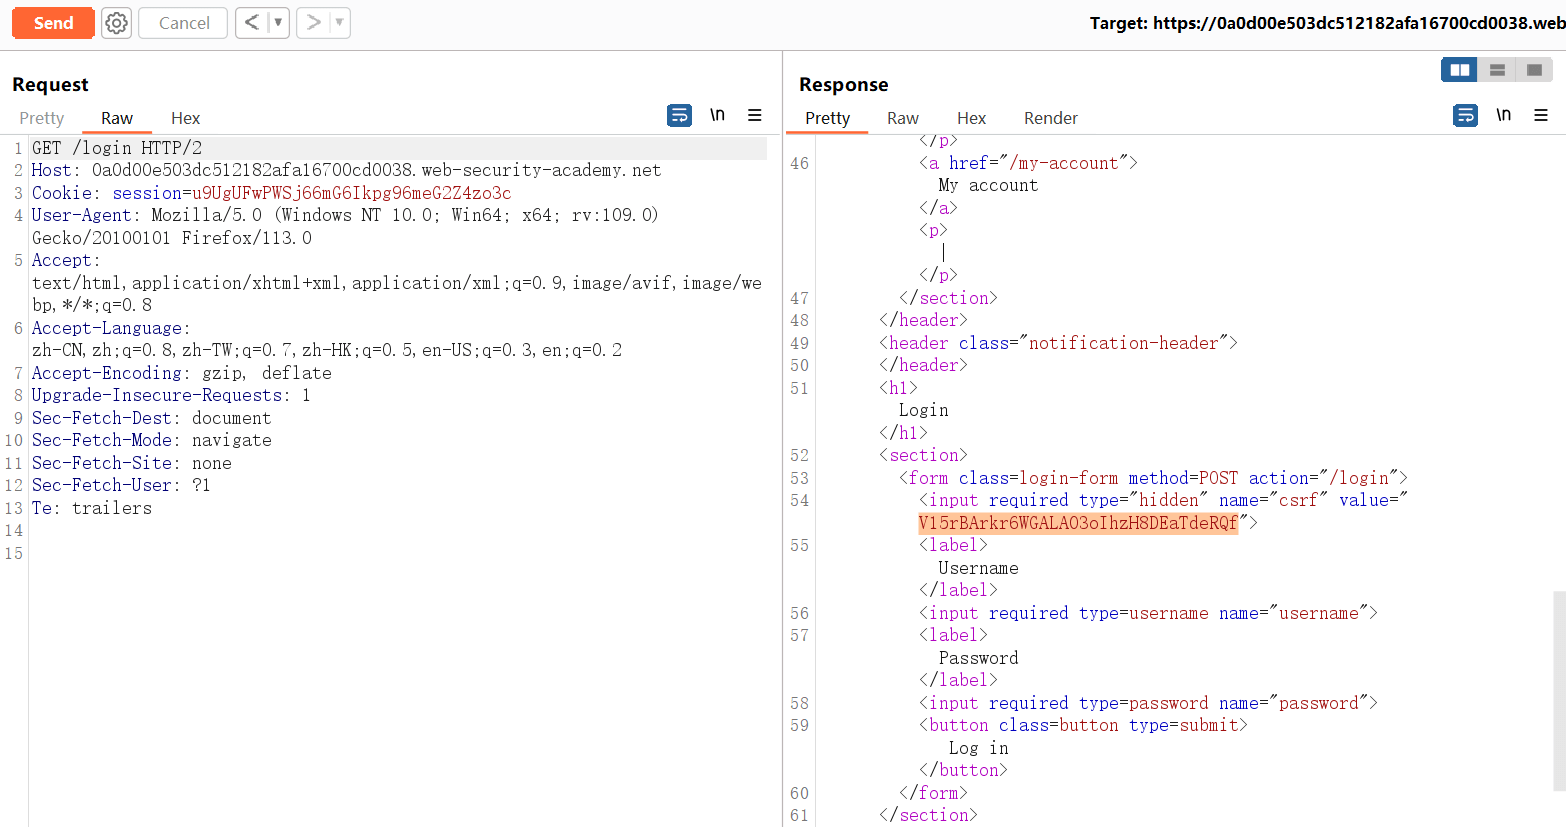 Send
Cancel
<
>
Target: https://0a0d00e503dc512182afa16700cd0038.web
Request
Pretty Raw Hex
\n
1 GET /login HTTP/2
2 Host: 0a0d00e503dc512182afa16700cd0038.web-security-academy.net
3 Cookie: session=u9UgUFwPWSj66mG6Ikpg96meG2Z4zo3c
4 User-Agent: Mozilla/5.0 (Windows NT 10.0; Win64; x64; rv:109.0)
Gecko/20100101 Firefox/113.0
5 Accept:
text/html,application/xhtml+xml,application/xml;q=0.9,image/avif,image/we
bp,*/*;q=0.8
6 Accept-Language:
zh-CN,zh;q=0.8,zh-TW;q=0.7,zh-HK;q=0.5,en-US;q=0.3,en;q=0.2
7 Accept-Encoding: gzip, deflate
8 Upgrade-Insecure-Requests: 1
9 Sec-Fetch-Dest: document
10 Sec-Fetch-Mode: navigate
11 Sec-Fetch-Site: none
12 Sec-Fetch-User: ?1
13 Te: trailers
14
15
Response
Pretty Raw Hex Render
\n
</p>
46 <a href="/my-account">
My account
</a>
<p>
|
</p>
47 </section>
48 </header>
49 <header class="notification-header">
50 </header>
51 <h1>
Login
</h1>
52 <section>
53 <form class=login-form method=POST action="/login">
54 <input required type="hidden" name="csrf" value="
V15rBArkr6WGALA03oIhzH8DEaTdeRQf">
55 <label>
Username
</label>
56 <input required type=username name="username">
57 <label>
Password
</label>
58 <input required type=password name="password">
59 <button class=button type=submit>
Log in
</button>
60 </form>
61 </section>